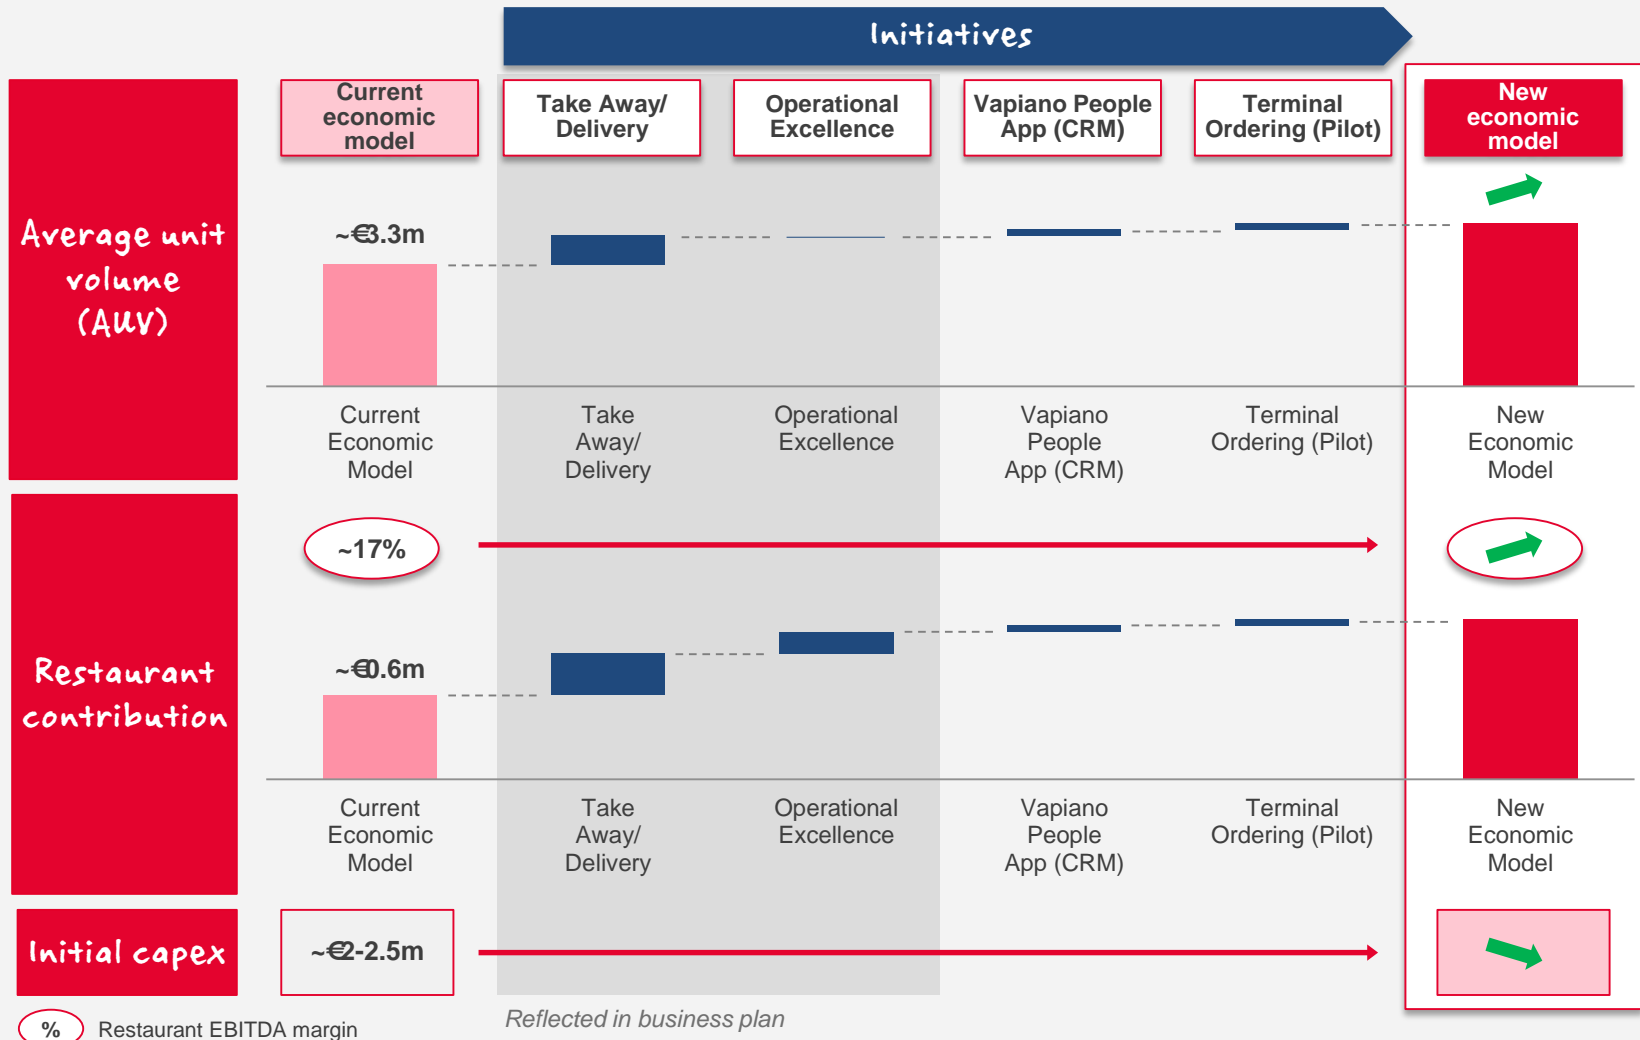 Initiatives
Current
economic
model
Take Away/
Delivery
Operational
Excellence
Vapiano People
App (CRM)
Terminal
Ordering (Pilot)
New
economic
model
Average unit
volume
(AUV)
~€3.3m
Current
Economic
Model
Take
Away/
Delivery
Operational
Excellence
Vapiano
People
App (CRM)
Terminal
Ordering (Pilot)
New
Economic
Model
~17%
Restaurant
contribution
~€0.6m
Current
Economic
Model
Take
Away/
Delivery
Operational
Excellence
Vapiano
People
App (CRM)
Terminal
Ordering (Pilot)
New
Economic
Model
Initial capex
~€2-2.5m
% Restaurant EBITDA margin
Reflected in business plan